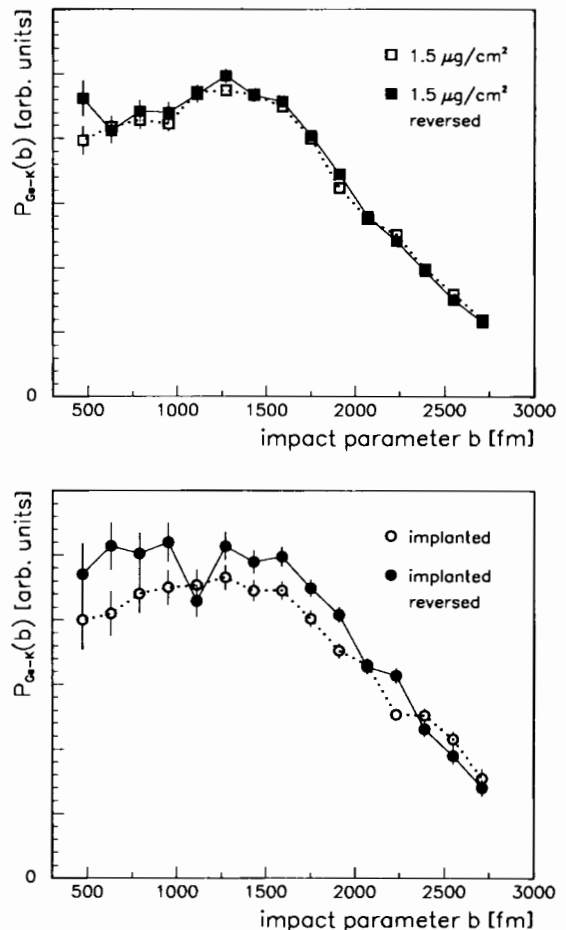 P_Ge-K(b) [arb. units]
1.5 μg/cm²
1.5 μg/cm²
reversed
0
500 1000 1500 2000 2500 3000
impact parameter b [fm]
P_Ge-K(b) [arb. units]
implanted
implanted
reversed
0
500 1000 1500 2000 2500 3000
impact parameter b [fm]